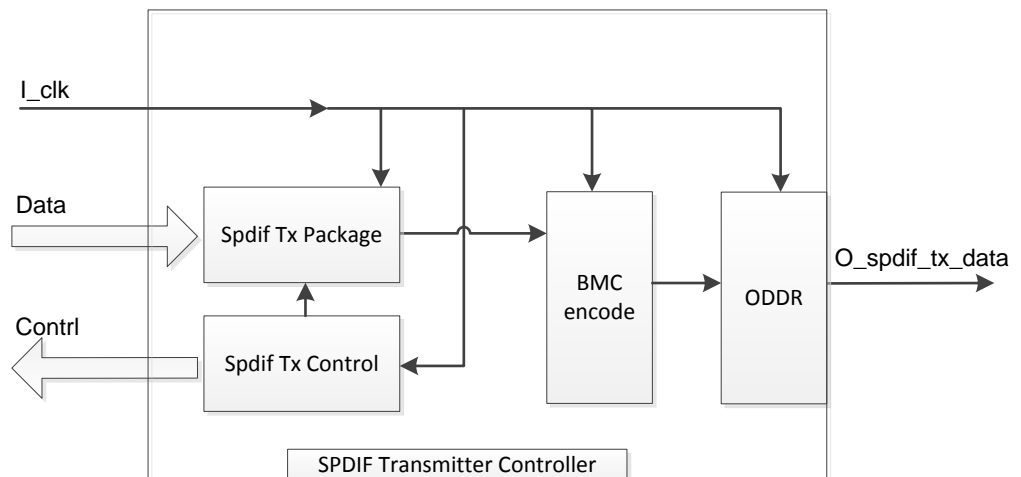 I_clk
Data
Spdif Tx Package
O_spdif_tx_data
BMC
encode
ODDR
Contrl
Spdif Tx Control
SPDIF Transmitter Controller